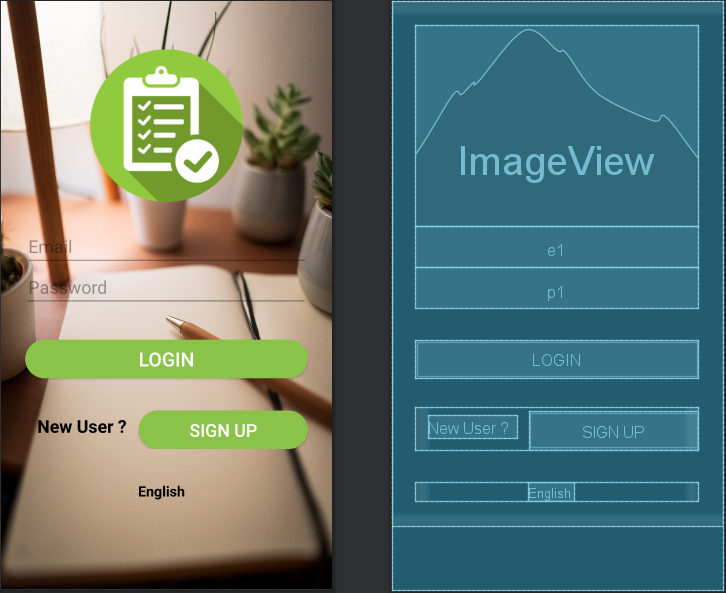 Email
Password
LOGIN
New User ?
SIGN UP
English
ImageView
e1
p1
LOGIN
New User ?
SIGN UP
English